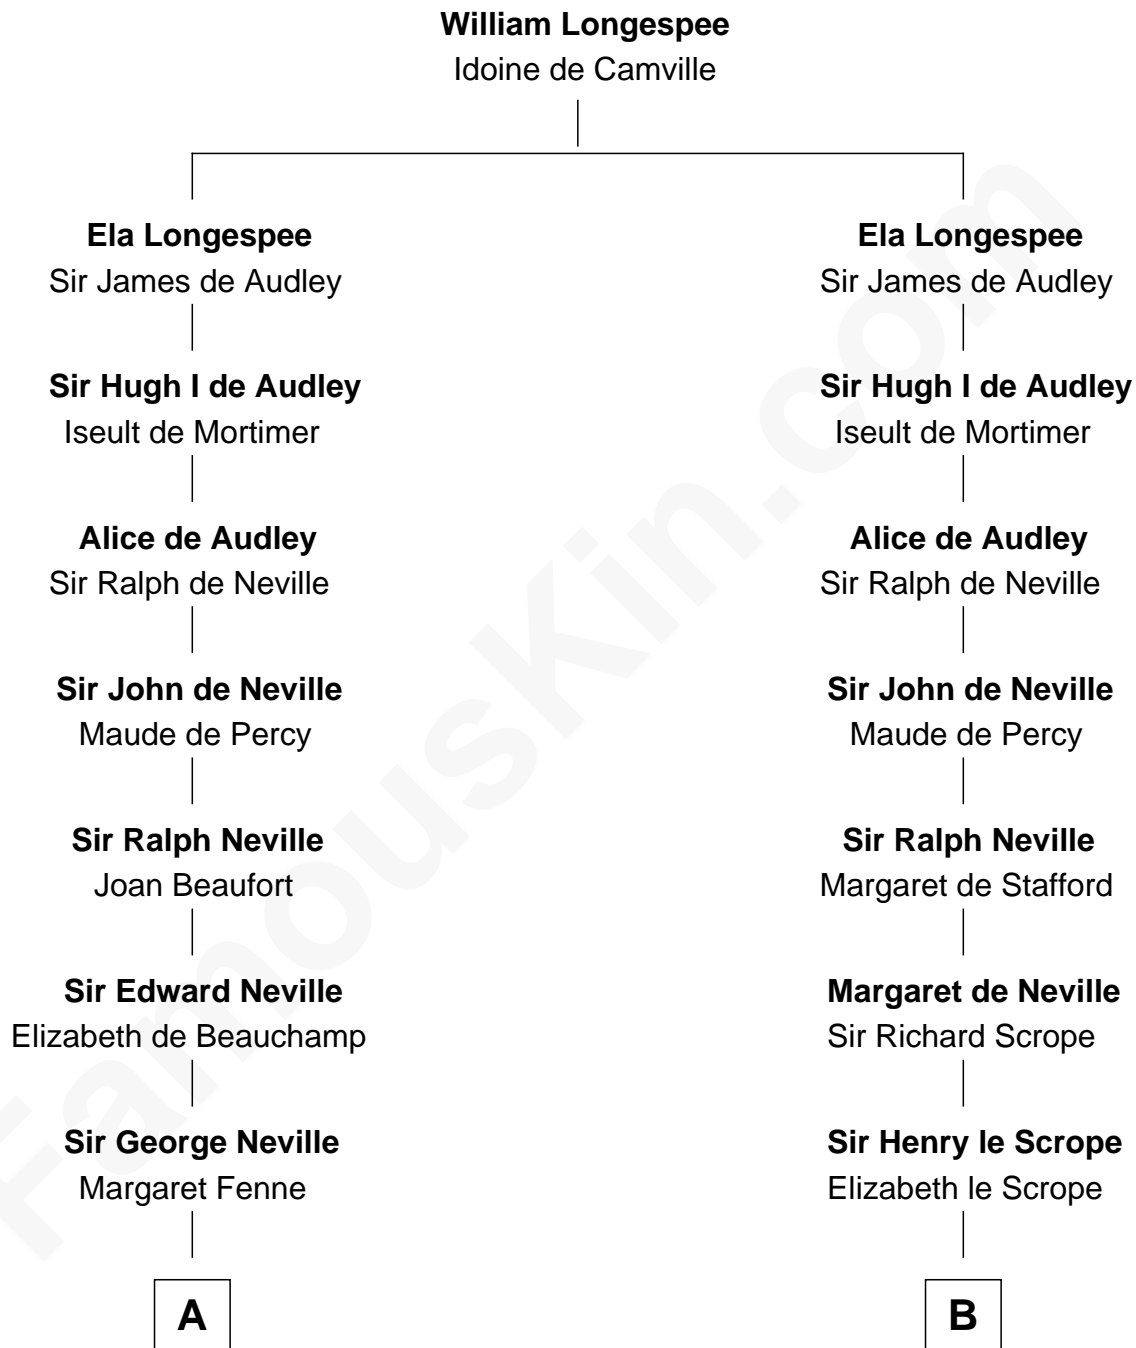 William Longespee
Idoine de Camville
Ela Longespee
Sir James de Audley
Ela Longespee
Sir James de Audley
Sir Hugh I de Audley
Iseult de Mortimer
Sir Hugh I de Audley
Iseult de Mortimer
Alice de Audley
Sir Ralph de Neville
Alice de Audley
Sir Ralph de Neville
Sir John de Neville
Maude de Percy
Sir John de Neville
Maude de Percy
Sir Ralph Neville
Joan Beaufort
Sir Ralph Neville
Margaret de Stafford
Sir Edward Neville
Elizabeth de Beauchamp
Margaret de Neville
Sir Richard Scrope
Sir George Neville
Margaret Fenne
Sir Henry le Scrope
Elizabeth le Scrope
A
B
FamousKin.com